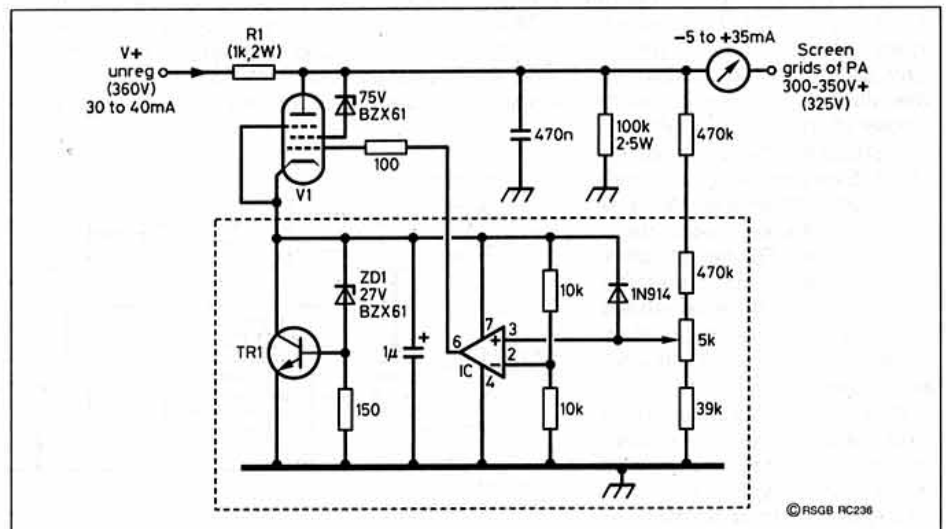 V+
unreg
(360V)
30 to 40mA
R1
(1k,2W)
75V
BZX61
V1
100
470n
100k
2·5W
470k
−5 to +35mA
Screen
grids of PA
300-350V+
(325V)
ZD1
27V
BZX61
TR1
150
1μ
+
6
7
3
+
2
−
4
IC
10k
10k
1N914
470k
5k
39k
©RSGB RC236